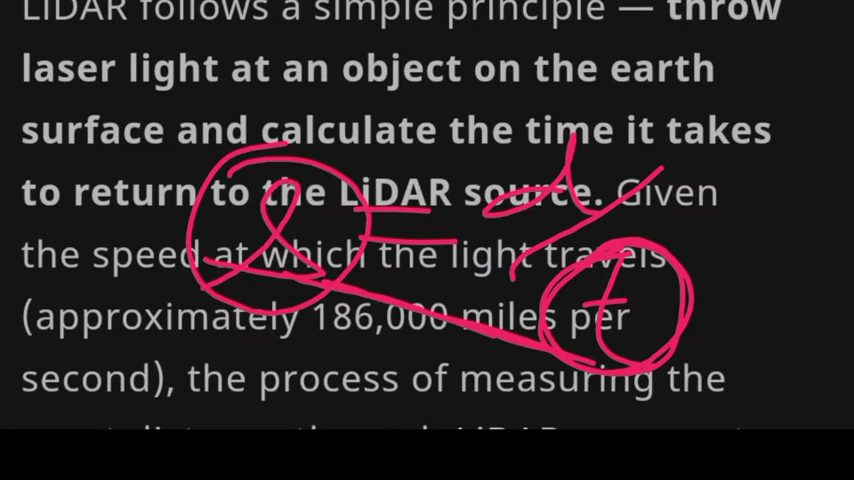 LiDAR follows a simple principle — throw
laser light at an object on the earth
surface and calculate the time it takes
to return to the LiDAR source. Given
the speed at which the light travels
(approximately 186,000 miles per
second), the process of measuring the
s = d/t